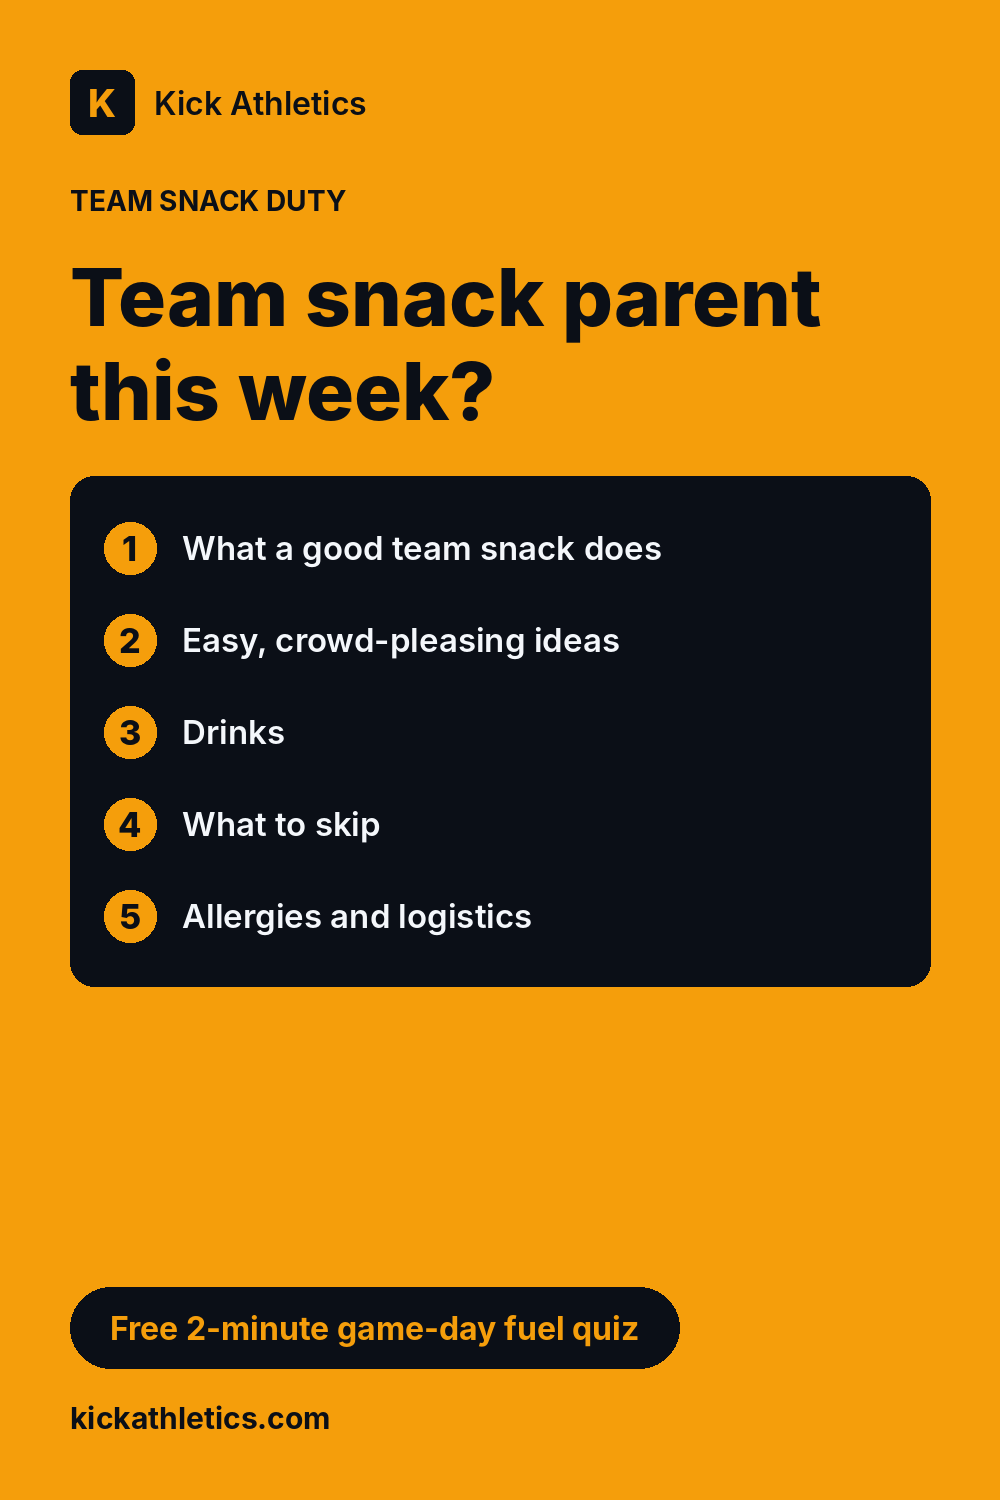 K Kick Athletics
TEAM SNACK DUTY
Team snack parent
this week?
1 What a good team snack does
2 Easy, crowd-pleasing ideas
3 Drinks
4 What to skip
5 Allergies and logistics
Free 2-minute game-day fuel quiz
kickathletics.com